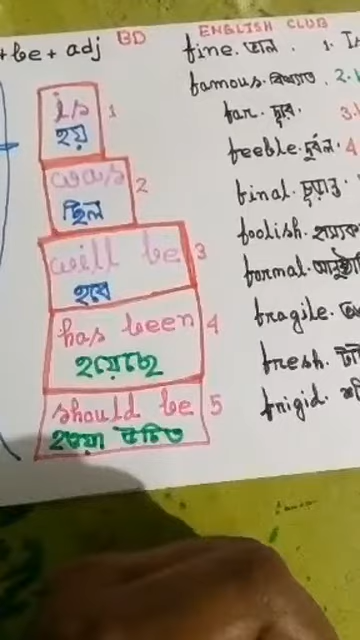 +be + adj BD ENGLISH CLUB
is 1
হয়
was 2
ছিল
will be 3
হবে
has been 4
হয়েছে
should be 5
হওয়া উচিত
fine. ভাল. 1.
famous. বিখ্যাত. 2.
far. দূর. 3.
feeble. দুর্বল. 4
final. চূড়ান্ত.
foolish.
formal.
fragile.
fresh.
frigid.